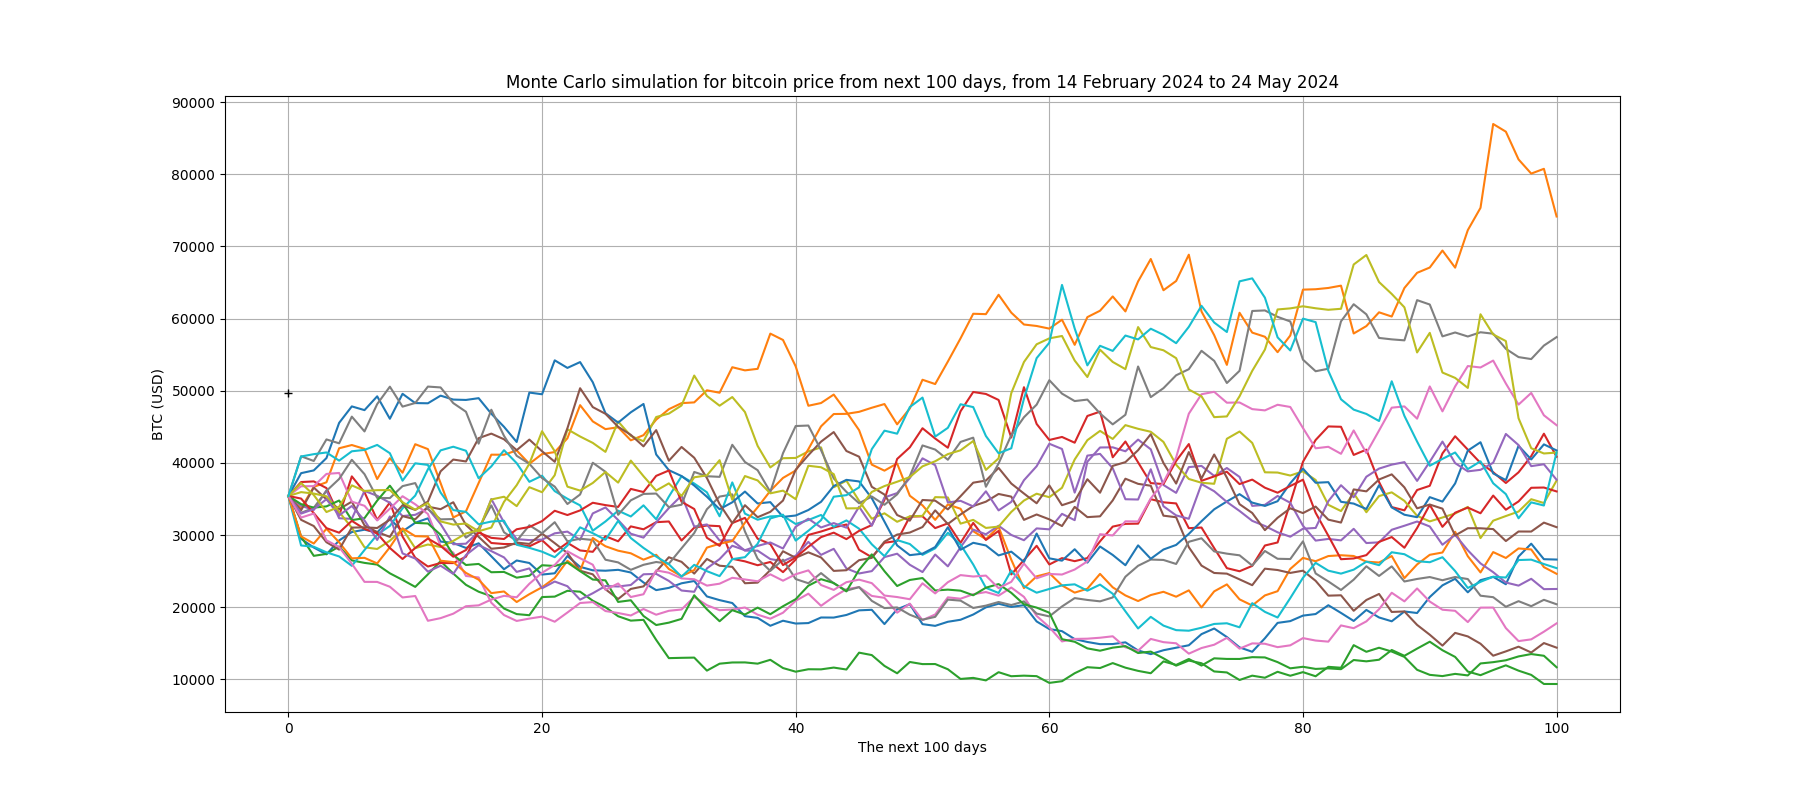 Monte Carlo simulation for bitcoin price from next 100 days, from 14 February 2024 to 24 May 2024
90000
80000
70000
60000
50000
40000
30000
20000
10000
BTC (USD)
0 20 40 60 80 100
The next 100 days